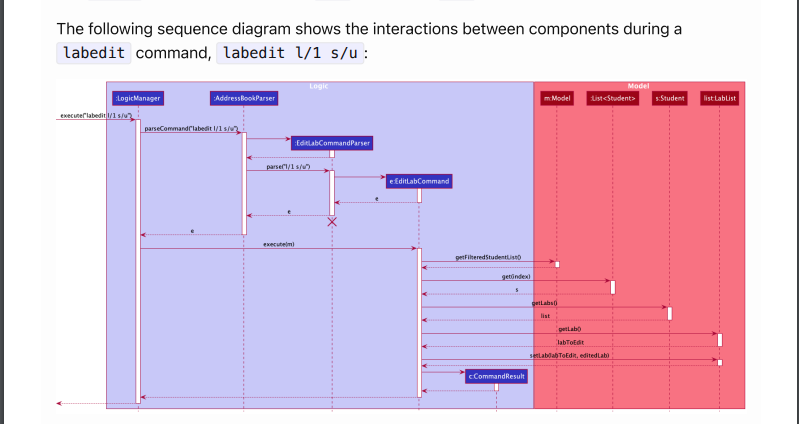 The following sequence diagram shows the interactions between components during a
labedit command, labedit l/1 s/u :
Logic
Model
:LogicManager
:AddressBookParser
m:Model
:List<Student>
s:Student
list:LabList
execute("labedit l/1 s/u")
parseCommand("labedit l/1 s/u")
:EditLabCommandParser
parse("l/1 s/u")
e:EditLabCommand
e
e
e
execute(m)
getFilteredStudentList()
get(index)
s
getLabs()
list
getLab()
labToEdit
setLab(labToEdit, editedLab)
c:CommandResult